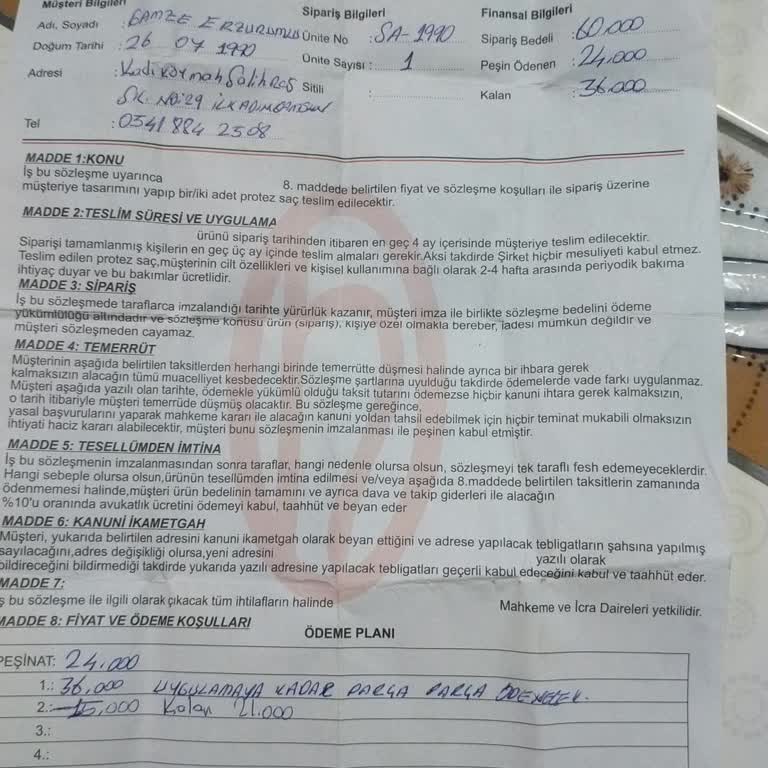 Müşteri Bilgileri Sipariş Bilgileri Finansal Bilgileri
Adı, Soyadı : GAMZE ERZURUMLU Ünite No : SA-1990 Sipariş Bedeli : 60.000
Doğum Tarihi : 26 07 1990 Ünite Sayısı : 1 Peşin Ödenen : 24.000
Adresi : Kadıköy mah Salih Sitili : Kalan : 36.000
SK. NO:29 İLKADIM
Tel : 0541 884 2508
MADDE 1:KONU
İş bu sözleşme uyarınca 8. maddede belirtilen fiyat ve sözleşme koşulları ile sipariş üzerine
müşteriye tasarımını yapıp bir/iki adet protez saç teslim edilecektir.
MADDE 2:TESLİM SÜRESİ VE UYGULAMA
ürünü sipariş tarihinden itibaren en geç 4 ay içerisinde müşteriye teslim edilecektir.
Siparişi tamamlanmış kişilerin en geç üç ay içinde teslim almaları gerekir.Aksi takdirde Şirket hiçbir mesuliyeti kabul etmez.
Teslim edilen protez saç,müşterinin cilt özellikleri ve kişisel kullanımına bağlı olarak 2-4 hafta arasında periyodik bakıma
ihtiyaç duyar ve bu bakımlar ücretlidir.
MADDE 3: SİPARİŞ
İş bu sözleşmede taraflarca imzalandığı tarihte yürürlük kazanır, müşteri imza ile birlikte sözleşme bedelini ödeme
yükümlülüğü altındadır ve sözleşme konusu ürün (sipariş), kişiye özel olmakla bereber, iadesi mümkün değildir ve
müşteri sözleşmeden cayamaz.
MADDE 4: TEMERRÜT
Müşterinin aşağıda belirtilen taksitlerden herhangi birinde temerrütte düşmesi halinde ayrıca bir ihbara gerek
kalmaksızın alacağın tümü muacelliyet kesbedecektir.Sözleşme şartlarına uyulduğu takdirde ödemelerde vade farkı uygulanmaz.
Müşteri aşağıda yazılı olan tarihte, ödemekle yükümlü olduğu taksit tutarını ödemezse hiçbir kanuni ihtara gerek kalmaksızın,
o tarih itibariyle müşteri temerrüde düşmüş olacaktır. Bu sözleşme gereğince,
yasal başvurularını yaparak mahkeme kararı ile alacağın kanuni yoldan tahsil edebilmek için hiçbir teminat mukabili olmaksızın
ihtiyati haciz kararı alabilecektir, müşteri bunu sözleşmenin imzalanması ile peşinen kabul etmiştir.
MADDE 5: TESELLÜMDEN İMTİNA
İş bu sözleşmenin imzalanmasından sonra taraflar, hangi nedenle olursa olsun, sözleşmeyi tek taraflı fesh edemeyeceklerdir.
Hangi sebeple olursa olsun,ürünün tesellümden imtina edilmesi ve/veya aşağıda 8.maddede belirtilen taksitlerin zamanında
ödenmemesi halinde,müşteri ürün bedelinin tamamını ve ayrıca dava ve takip giderleri ile alacağın
%10'u oranında avukatlık ücretini ödemeyi kabul, taahhüt ve beyan eder
MADDE 6: KANUNİ İKAMETGAH
Müşteri, yukarıda belirtilen adresini kanuni ikametgah olarak beyan ettiğini ve adrese yapılacak tebligatların şahsına yapılmış
sayılacağını,adres değişikliği olursa,yeni adresini yazılı olarak
bildireceğini bildirmediği takdirde yukarıda yazılı adresine yapılacak tebligatları geçerli kabul edeceğini kabul ve taahhüt eder.
MADDE 7:
ş bu sözleşme ile ilgili olarak çıkacak tüm ihtilafların halinde Mahkeme ve İcra Daireleri yetkilidir.
MADDE 8: FİYAT VE ÖDEME KOŞULLARI
ÖDEME PLANI
PEŞİNAT: 24.000
1.: 36.000 UYGULAMAYA KADAR PARÇA PARÇA ÖDENECEK.
2.: 15.000 Kalan 21.000
3.:
4.: